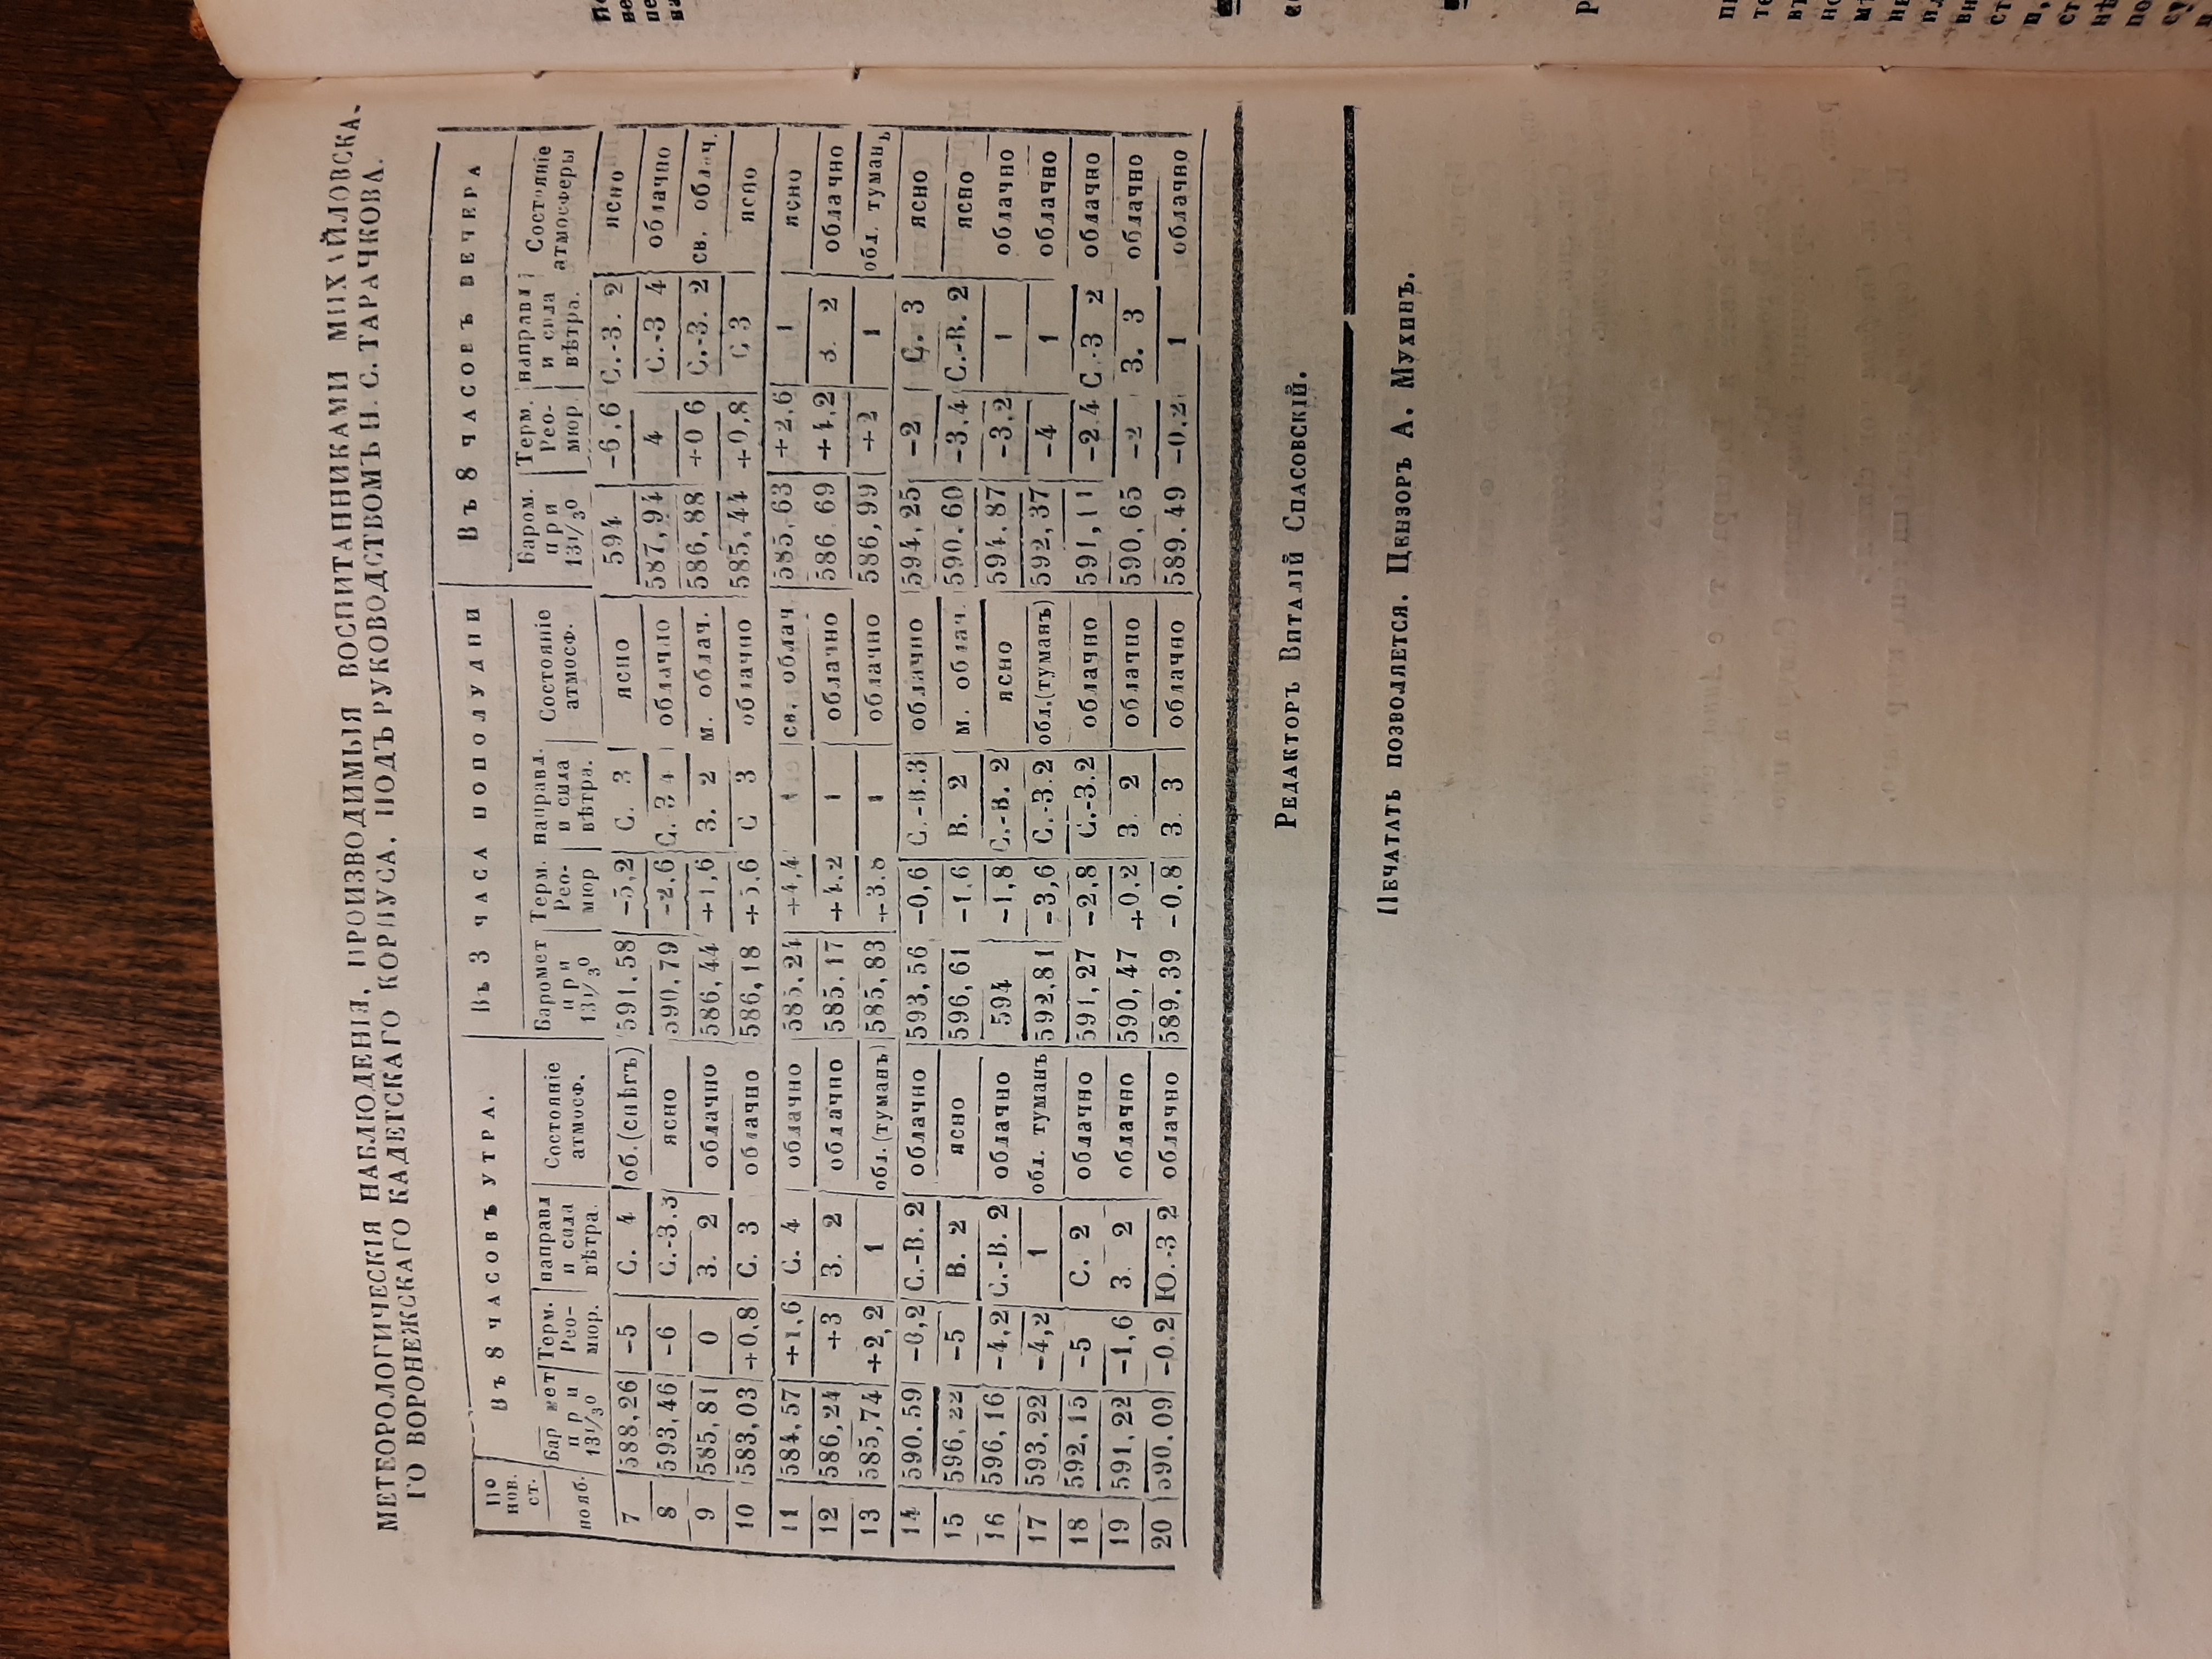 МЕТЕОРОЛОГИЧЕСКІЯ НАБЛЮДЕНІЯ, ПРОИЗВОДИМЫЯ ВОСПИТАННИКАМИ МИХАЙЛОВСКА-
ГО ВОРОНЕЖСКАГО КАДЕТСКАГО КОРПУСА, ПОДЪ РУКОВОДСТВОМЪ Н. С. ТАРАЧКОВА.
По нов. ст. нояб. Въ 8 часовъ утра. Въ 3 часа пополудни Въ 8 часовъ вечера
Бар мет при 13 1/3° Терм. Рео- мюр. направл и сила вѣтра. Состояніе атмосф. Баромет при 13 1/3° Терм. Рео- мюр направл. и сила вѣтра. Состояніе атмосф. Баром. при 13 1/3° Терм. Рео- мюр направл и сила вѣтра. Состояніе атмосферы
7 588,26 -5 С. 4 об.(снѣгъ) 591,58 -5,2 С. 3 ясно 594 -6,6 С.-З. 2 ясно
8 593,46 -6 С.-З.3 ясно 590,79 -2,6 С. З 4 облачно 587,94 4 С.-З 4 облачно
9 585,81 0 З. 2 облачно 586,44 +1,6 З. 2 м. облач. 586,88 +0 6 С.-З. 2 св. облач.
10 583,03 +0,8 С. 3 облачно 586,18 +5,6 С 3 облачно 585,44 +0,8 С 3 ясно
11 584,57 +1,6 С. 4 облачно 585,24 +4,4 1 св. облач 585,63 +2,6 1 ясно
12 586,24 +3 З. 2 облачно 585,17 +4,2 1 облачно 586 69 +4,2 З. 2 облачно
13 585,74 +2,2 1 обл.(туманъ) 585,83 +3,8 1 облачно 586,99 +2 1 обл. туманъ
14 590.59 -0,2 С.-В. 2 облачно 593,56 -0,6 С.-В.3 облачно 594,25 -2 С. 3 ясно
15 596,22 -5 В. 2 ясно 596,61 -1,6 В. 2 м. облач. 590,60 -3,4 С.-В. 2 ясно
16 596,16 -4,2 С.-В. 2 облачно 594 -1,8 С.-В. 2 ясно 594,87 -3,2 1 облачно
17 593,22 -4,2 1 обл. туманъ 592,81 -3,6 С.-З.2 обл.(туманъ) 592,37 -4 1 облачно
18 592,15 -5 С. 2 облачно 591,27 -2,8 С.-З.2 облачно 591,11 -2.4 С.-З 2 облачно
19 591,22 -1,6 З. 2 облачно 590,47 +0,2 З. 2 облачно 590,65 -2 З. 3 облачно
20 590.09 -0,2 Ю.-З 2 облачно 589,39 -0,8 З. 3 облачно 589,49 -0,2 1 облачно
Редакторъ Виталій Спасовскій.
Печатать позволяется. Цензоръ А. Мухинъ.